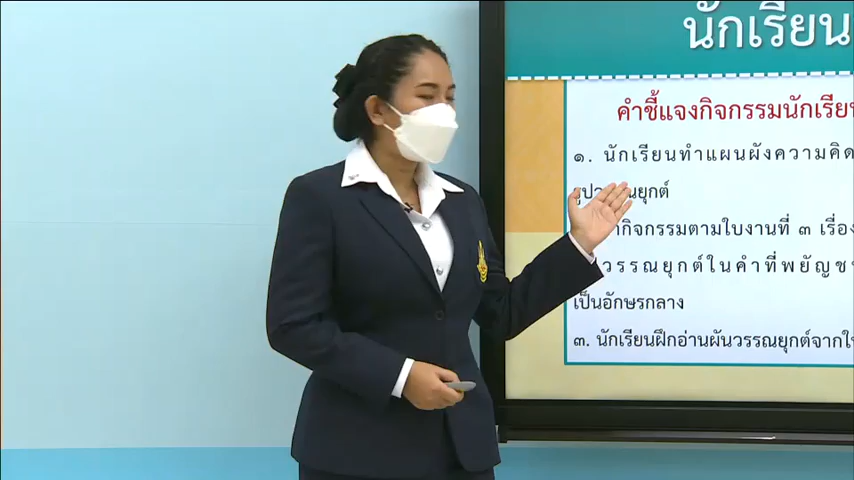 นักเรียน
คำชี้แจงกิจกรรมนักเรียน
๑. นักเรียนทำแผนผังความคิด
ยุกต์
กิจกรรมตามใบงานที่ ๓ เรื่อง
วรรณยุกต์ในคำที่พยัญช
เป็นอักษรกลาง
๓. นักเรียนฝึกอ่านผันวรรณยุกต์จากใบ